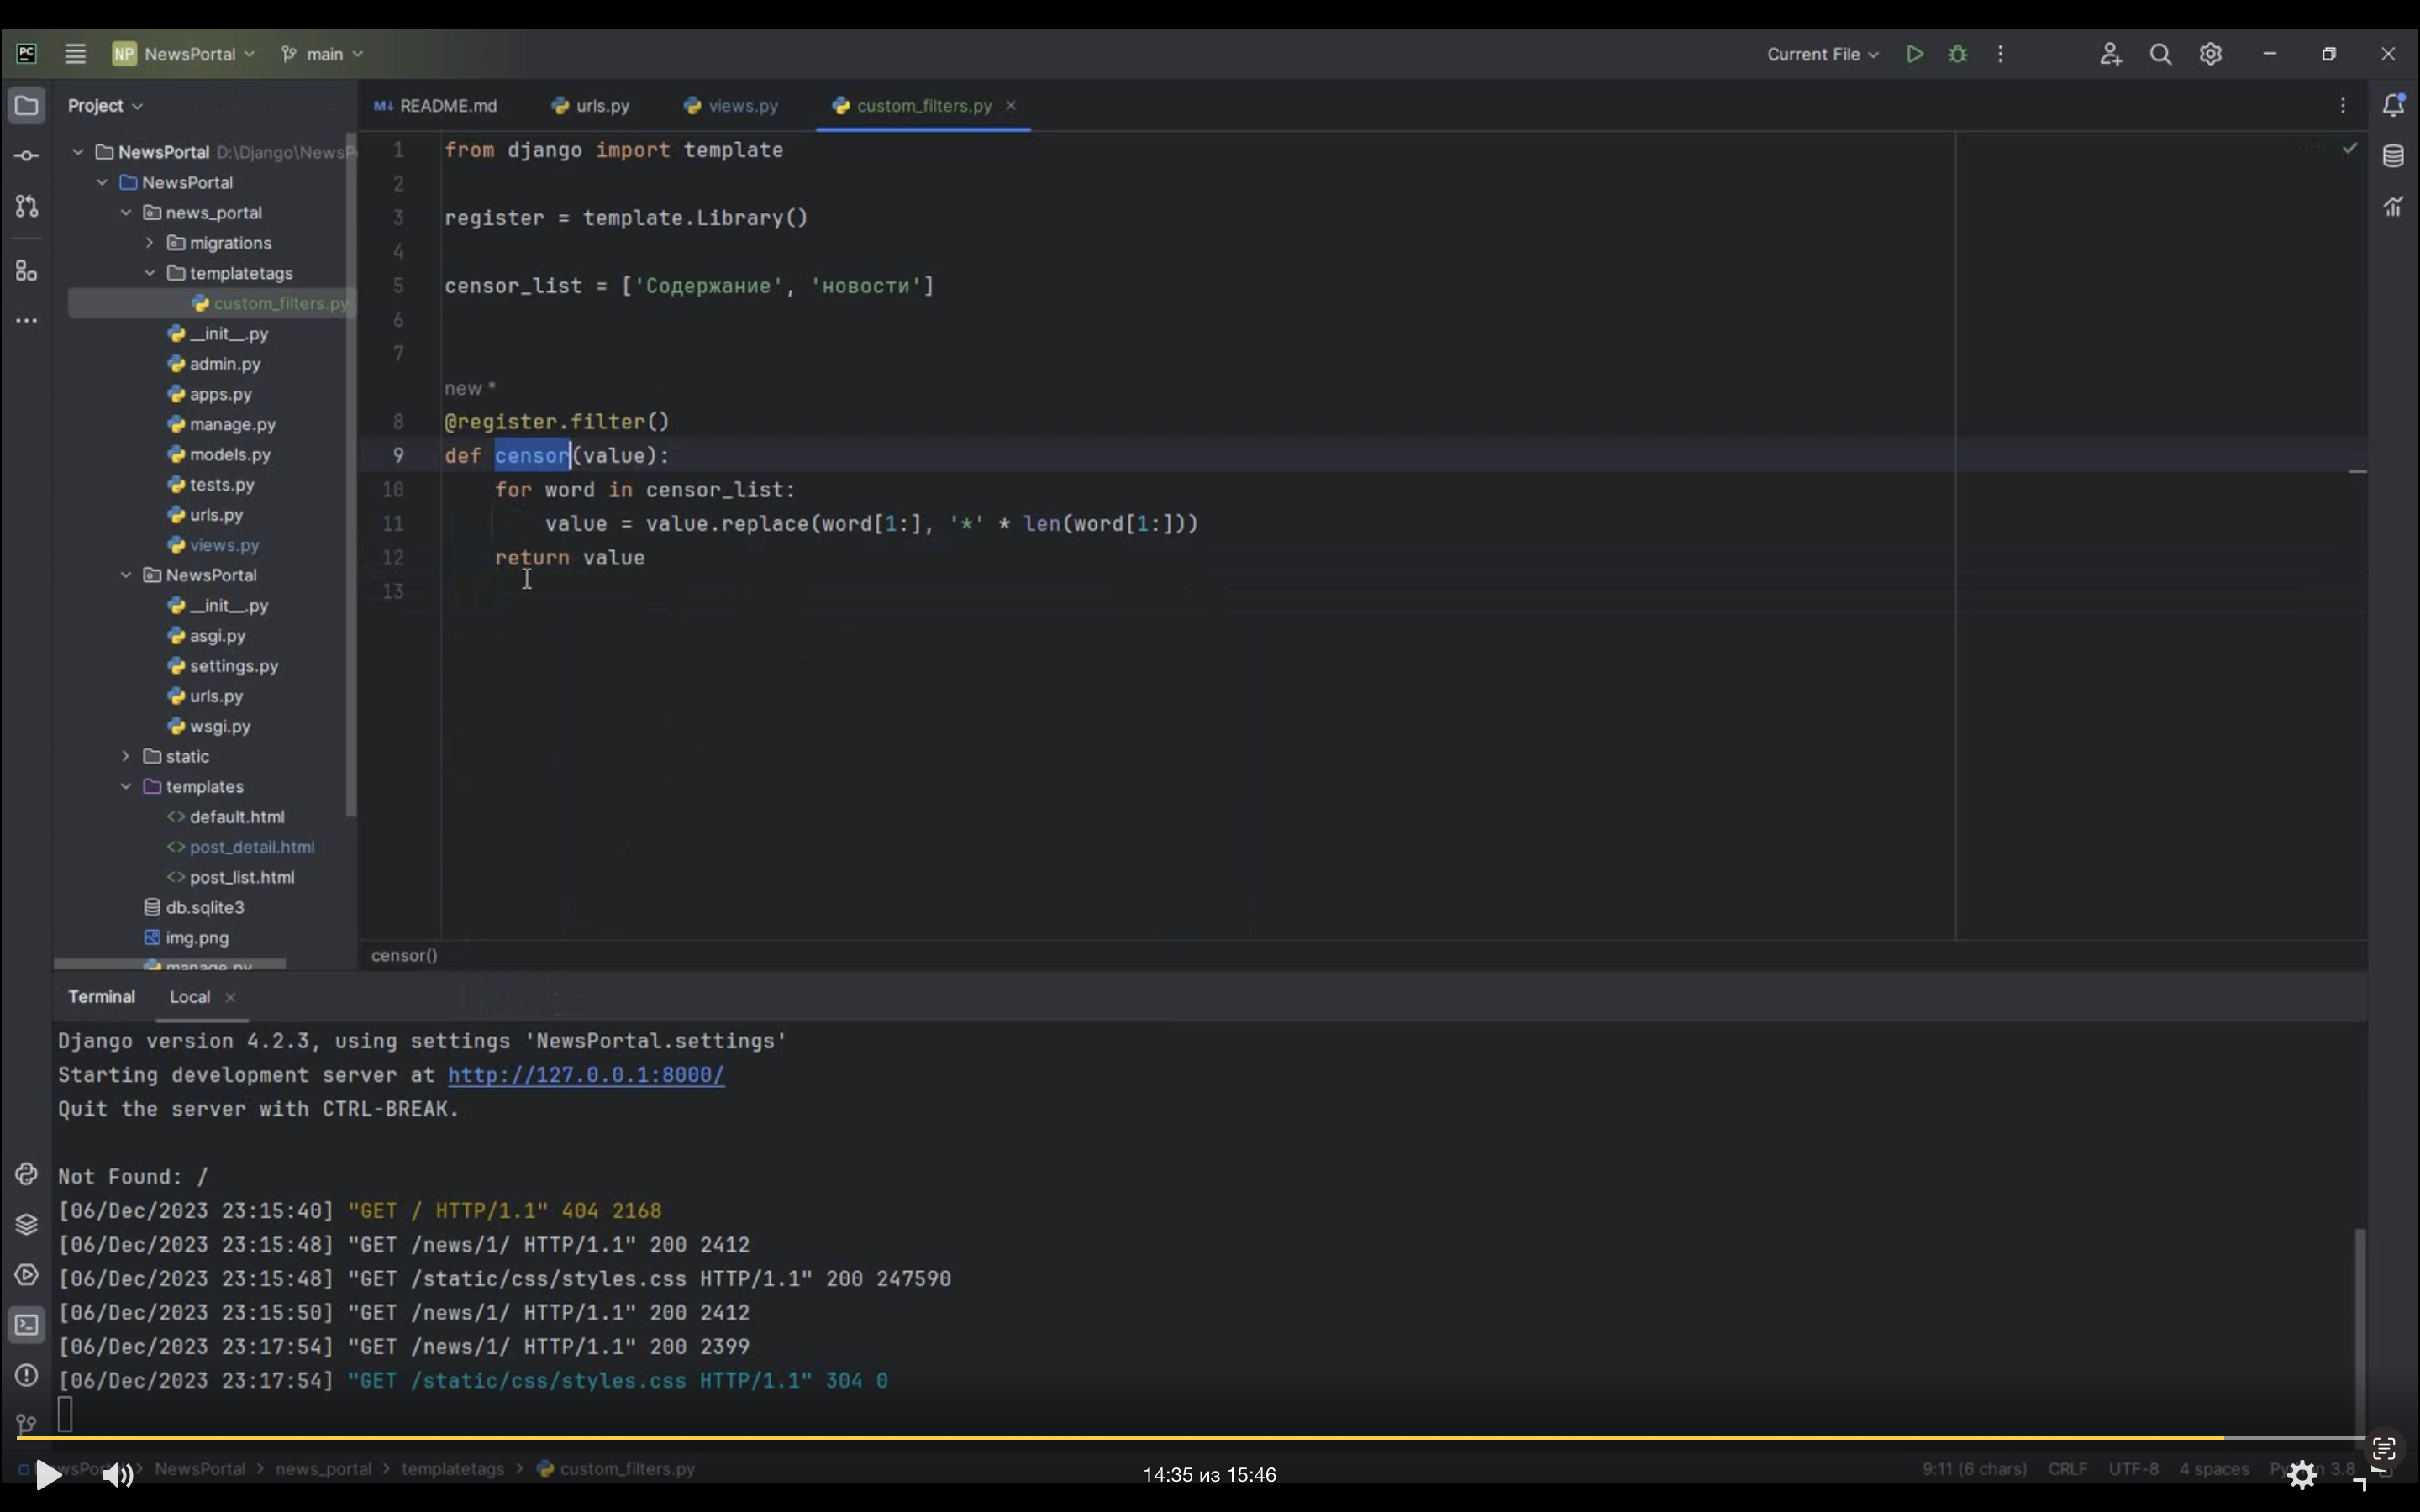 PC NP NewsPortal main Current File
Project
README.md urls.py views.py custom_filters.py
NewsPortal D:\Django\NewsP
NewsPortal
news_portal
migrations
templatetags
custom_filters.py
__init__.py
admin.py
apps.py
manage.py
models.py
tests.py
urls.py
views.py
NewsPortal
__init__.py
asgi.py
settings.py
urls.py
wsgi.py
static
templates
default.html
post_detail.html
post_list.html
db.sqlite3
img.png
manage.py
1 from django import template
2
3 register = template.Library()
4
5 censor_list = ['Содержание', 'новости']
6
7
new *
8 @register.filter()
9 def censor(value):
10 for word in censor_list:
11 value = value.replace(word[1:], '*' * len(word[1:]))
12 return value
13
censor()
Terminal Local
Django version 4.2.3, using settings 'NewsPortal.settings'
Starting development server at http://127.0.0.1:8000/
Quit the server with CTRL-BREAK.
Not Found: /
[06/Dec/2023 23:15:40] "GET / HTTP/1.1" 404 2168
[06/Dec/2023 23:15:48] "GET /news/1/ HTTP/1.1" 200 2412
[06/Dec/2023 23:15:48] "GET /static/css/styles.css HTTP/1.1" 200 247590
[06/Dec/2023 23:15:50] "GET /news/1/ HTTP/1.1" 200 2412
[06/Dec/2023 23:17:54] "GET /news/1/ HTTP/1.1" 200 2399
[06/Dec/2023 23:17:54] "GET /static/css/styles.css HTTP/1.1" 304 0
NewsPortal > news_portal > templatetags > custom_filters.py 14:35 из 15:46 9:11 (6 chars) CRLF UTF-8 4 spaces 3.8